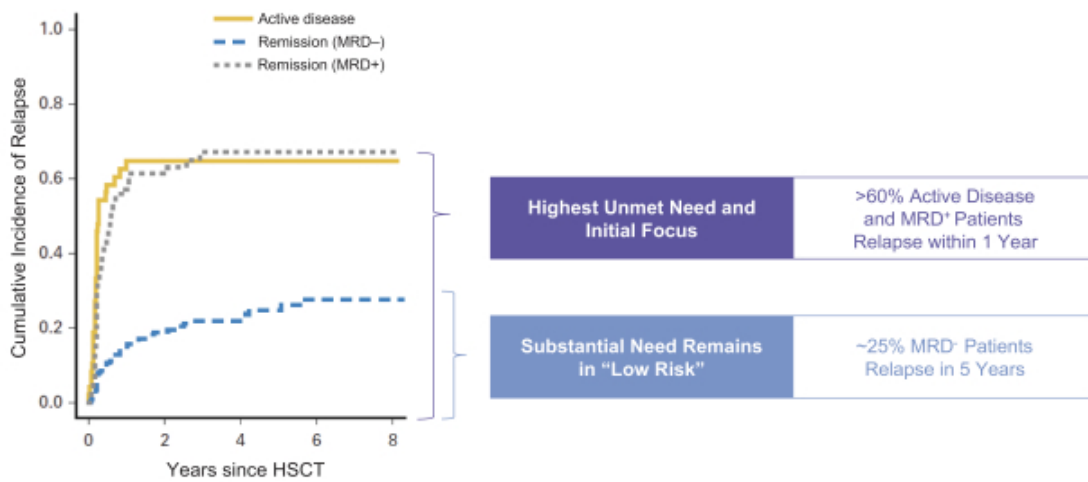 Active disease
Remission (MRD–)
Remission (MRD+)
Cumulative Incidence of Relapse
1.0
0.8
0.6
0.4
0.2
0.0
0
2
4
6
8
Years since HSCT
Highest Unmet Need and
Initial Focus
>60% Active Disease
and MRD⁺ Patients
Relapse within 1 Year
Substantial Need Remains
in “Low Risk”
~25% MRD⁻ Patients
Relapse in 5 Years